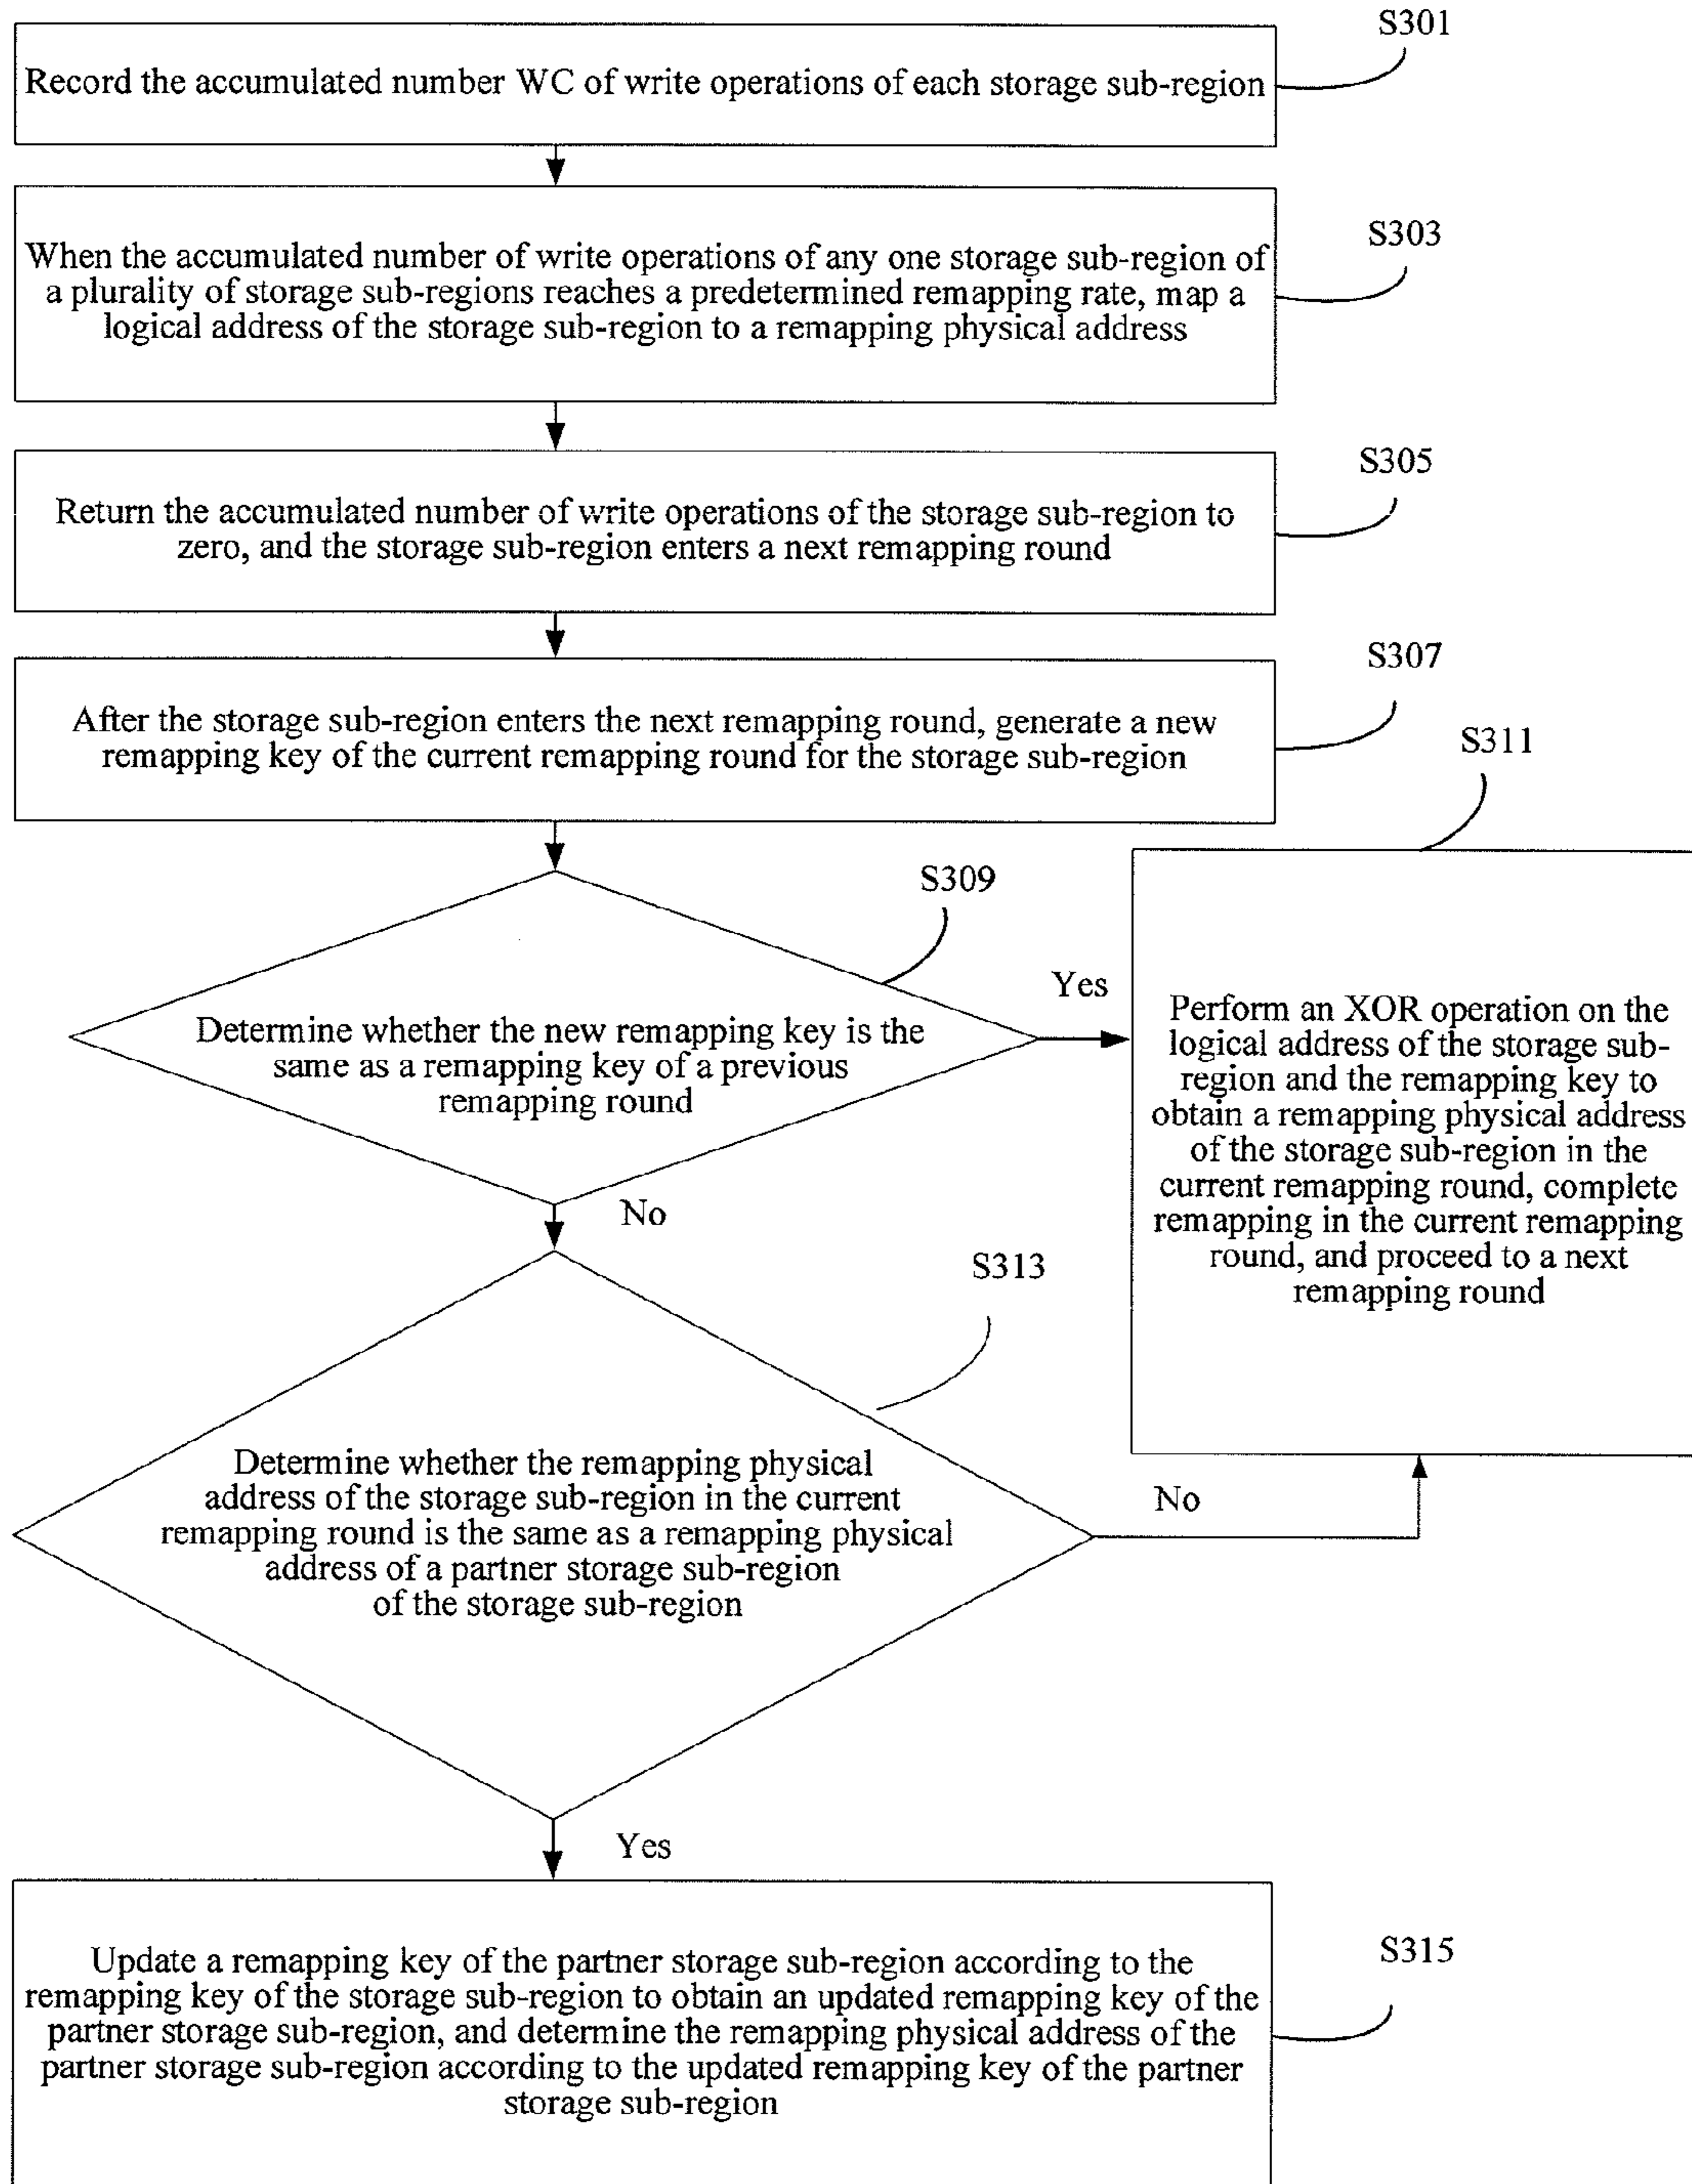 S301
Record the accumulated number WC of write operations of each storage sub-region
S303
When the accumulated number of write operations of any one storage sub-region of
a plurality of storage sub-regions reaches a predetermined remapping rate, map a
logical address of the storage sub-region to a remapping physical address
S305
Return the accumulated number of write operations of the storage sub-region to
zero, and the storage sub-region enters a next remapping round
S307
After the storage sub-region enters the next remapping round, generate a new
remapping key of the current remapping round for the storage sub-region
S311
S309
Yes
Determine whether the new remapping key is the
same as a remapping key of a previous
remapping round
Perform an XOR operation on the
logical address of the storage sub-
region and the remapping key to
obtain a remapping physical address
of the storage sub-region in the
current remapping round, complete
remapping in the current remapping
round, and proceed to a next
remapping round
No
S313
Determine whether the remapping physical
address of the storage sub-region in the current
remapping round is the same as a remapping physical
address of a partner storage sub-region
of the storage sub-region
No
Yes
S315
Update a remapping key of the partner storage sub-region according to the
remapping key of the storage sub-region to obtain an updated remapping key of the
partner storage sub-region, and determine the remapping physical address of the
partner storage sub-region according to the updated remapping key of the partner
storage sub-region